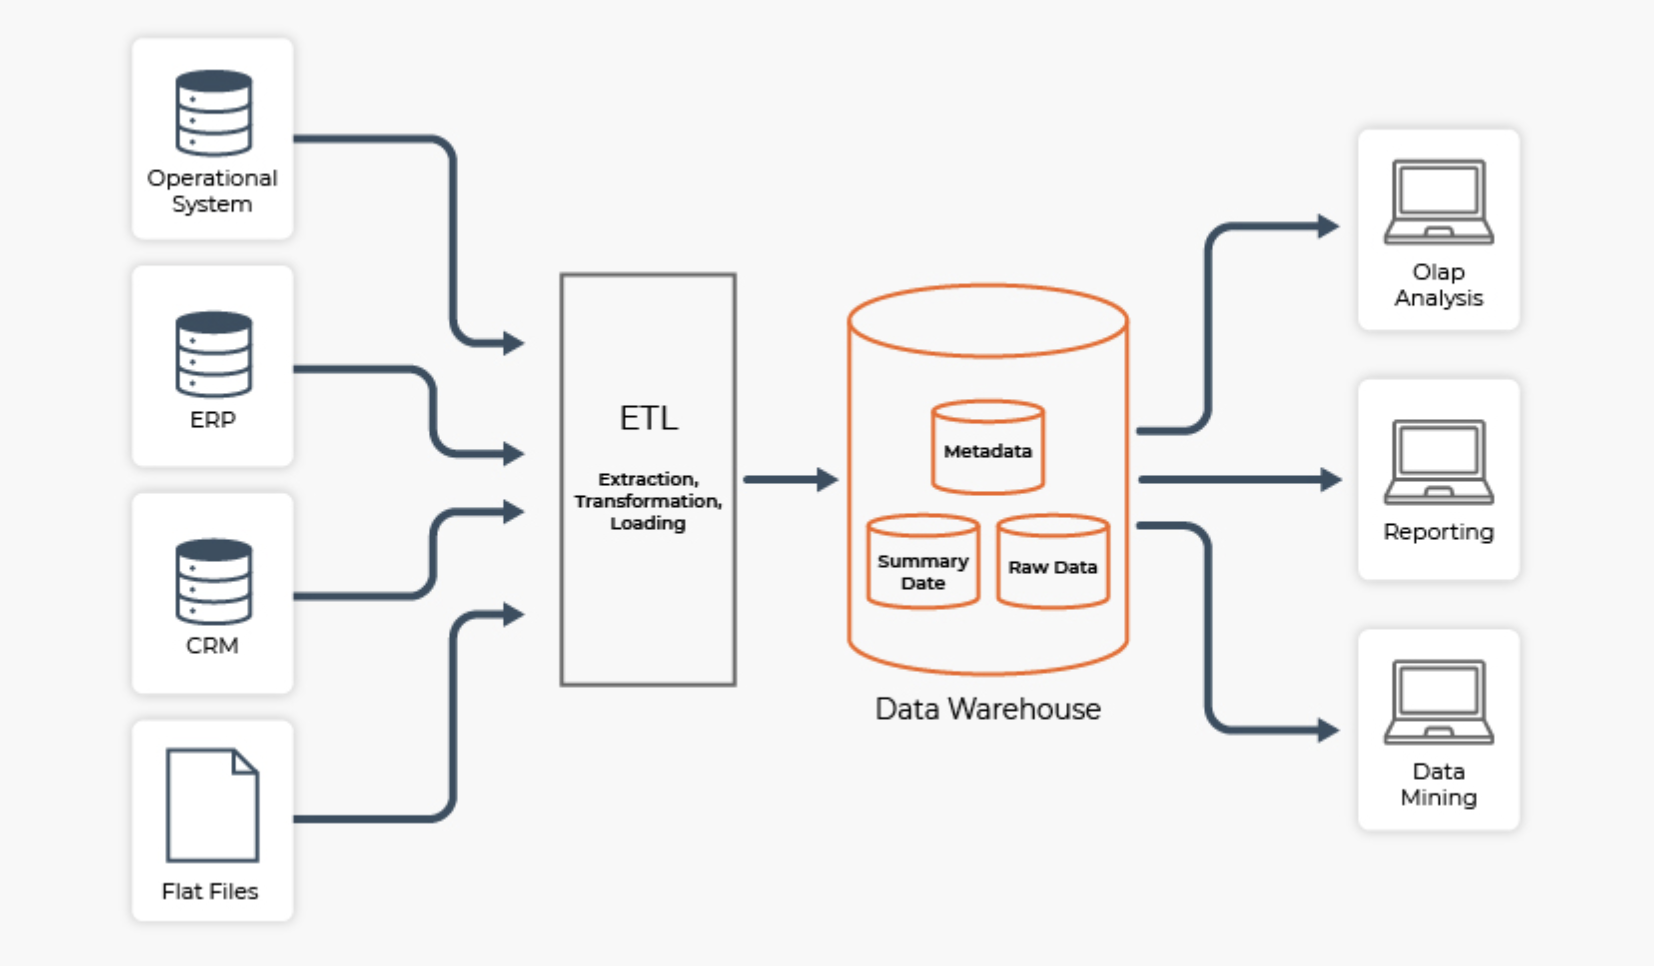 Operational
System
ERP
CRM
Flat Files
ETL
Extraction,
Transformation,
Loading
Metadata
Summary
Date
Raw Data
Data Warehouse
Olap
Analysis
Reporting
Data
Mining